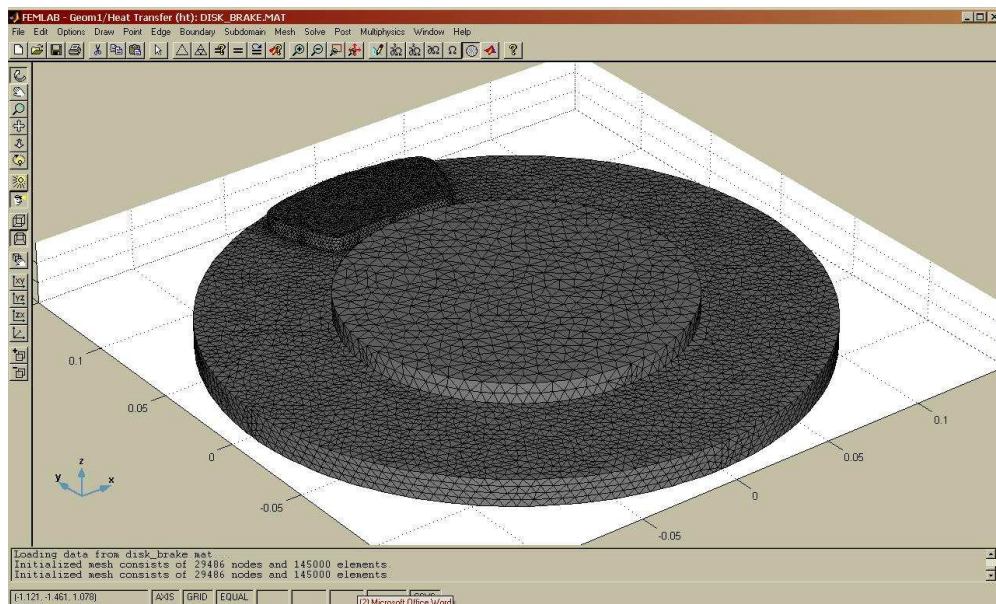 FEMLAB - Geom1/Heat Transfer (ht): DISK_BRAKE.MAT
File Edit Options Draw Point Edge Boundary Subdomain Mesh Solve Post Multiphysics Window Help
0.1
0.05
0
-0.05
0.1
0.05
0
-0.05
z
y
x
Loading data from disk_brake mat
Initialized mesh consists of 29486 nodes and 145000 elements
Initialized mesh consists of 29486 nodes and 145000 elements
(-1.121, -1.461, 1.078) AXIS GRID EQUAL
(2) Microsoft Office Word